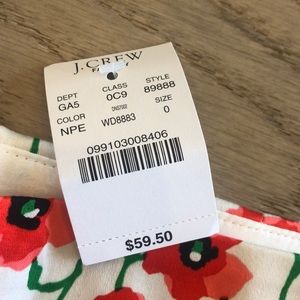 J.CREW
DEPT CLASS STYLE
GA5 0C9 89888
COLOR SIZE
NPE WD8883 0
099103008406
$59.50